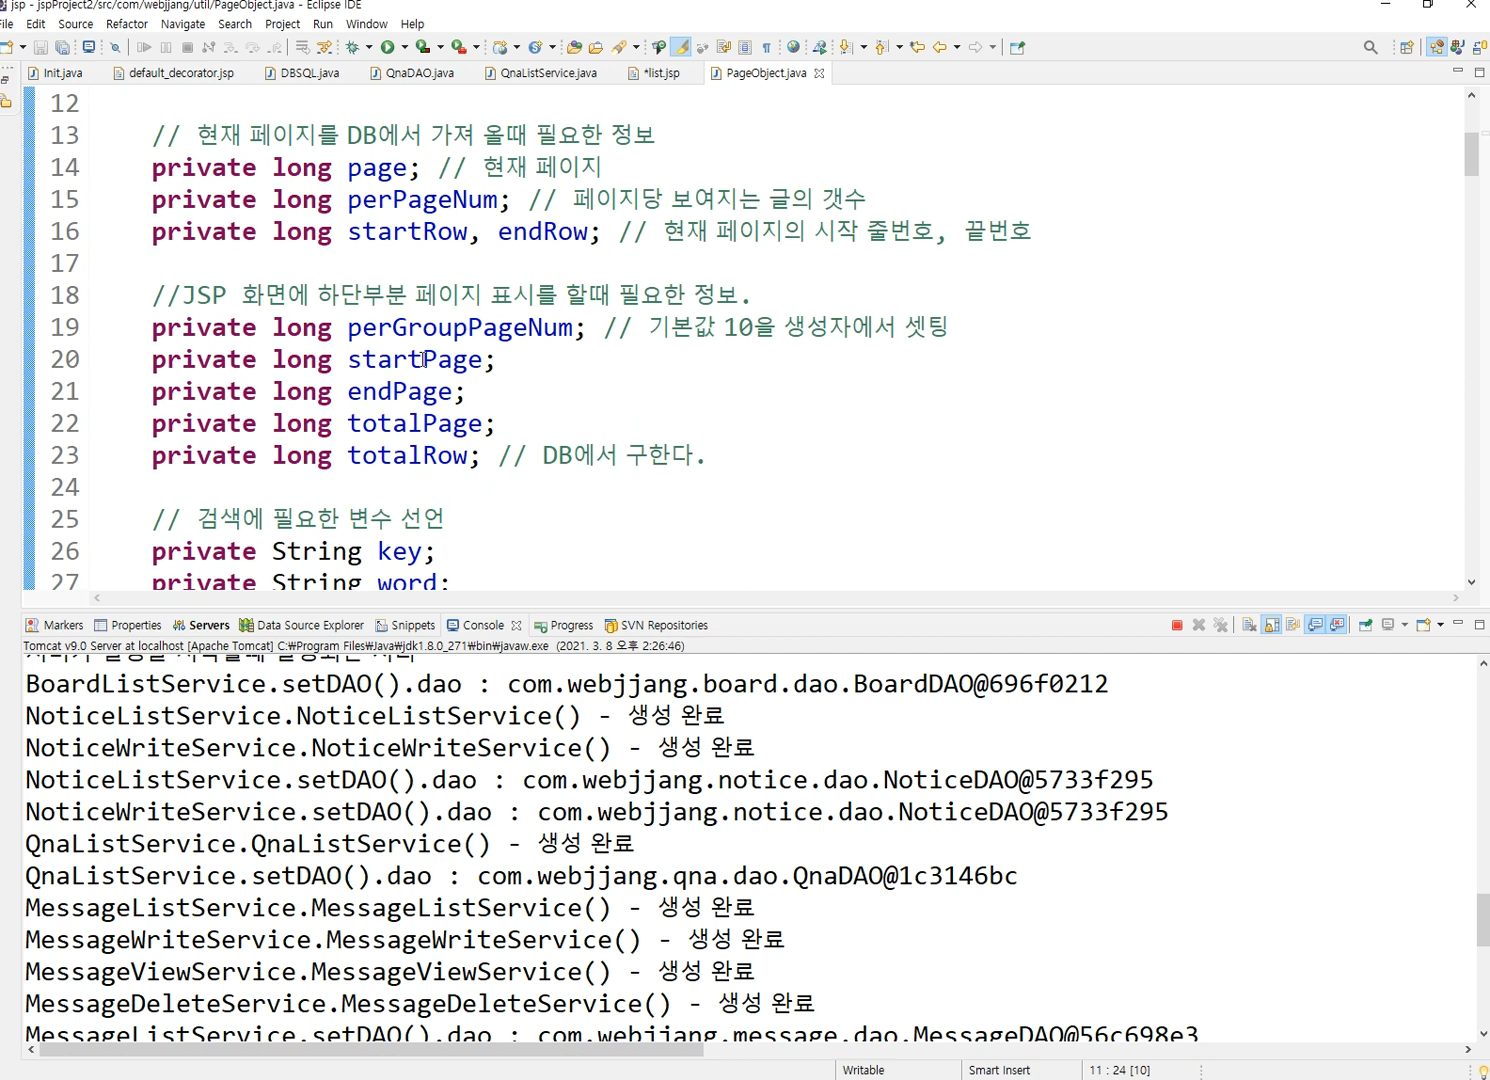 jsp - jspProject2/src/com/webjjang/util/PageObject.java - Eclipse IDE
File Edit Source Refactor Navigate Search Project Run Window Help
Init.java default_decorator.jsp DBSQL.java QnaDAO.java QnaListService.java *list.jsp PageObject.java
12
13 // 현재 페이지를 DB에서 가져 올때 필요한 정보
14 private long page; // 현재 페이지
15 private long perPageNum; // 페이지당 보여지는 글의 갯수
16 private long startRow, endRow; // 현재 페이지의 시작 줄번호, 끝번호
17
18 //JSP 화면에 하단부분 페이지 표시를 할때 필요한 정보.
19 private long perGroupPageNum; // 기본값 10을 생성자에서 셋팅
20 private long startPage;
21 private long endPage;
22 private long totalPage;
23 private long totalRow; // DB에서 구한다.
24
25 // 검색에 필요한 변수 선언
26 private String key;
27 private String word;
Markers Properties Servers Data Source Explorer Snippets Console Progress SVN Repositories
Tomcat v9.0 Server at localhost [Apache Tomcat] C:₩Program Files₩Java₩jdk1.8.0_271₩bin₩javaw.exe (2021. 3. 8 오후 2:26:46)
BoardListService.setDAO().dao : com.webjjang.board.dao.BoardDAO@696f0212
NoticeListService.NoticeListService() - 생성 완료
NoticeWriteService.NoticeWriteService() - 생성 완료
NoticeListService.setDAO().dao : com.webjjang.notice.dao.NoticeDAO@5733f295
NoticeWriteService.setDAO().dao : com.webjjang.notice.dao.NoticeDAO@5733f295
QnaListService.QnaListService() - 생성 완료
QnaListService.setDAO().dao : com.webjjang.qna.dao.QnaDAO@1c3146bc
MessageListService.MessageListService() - 생성 완료
MessageWriteService.MessageWriteService() - 생성 완료
MessageViewService.MessageViewService() - 생성 완료
MessageDeleteService.MessageDeleteService() - 생성 완료
MessageListService.setDAO().dao : com.webjjang.message.dao.MessageDAO@56c698e3
Writable Smart Insert 11 : 24 [10]